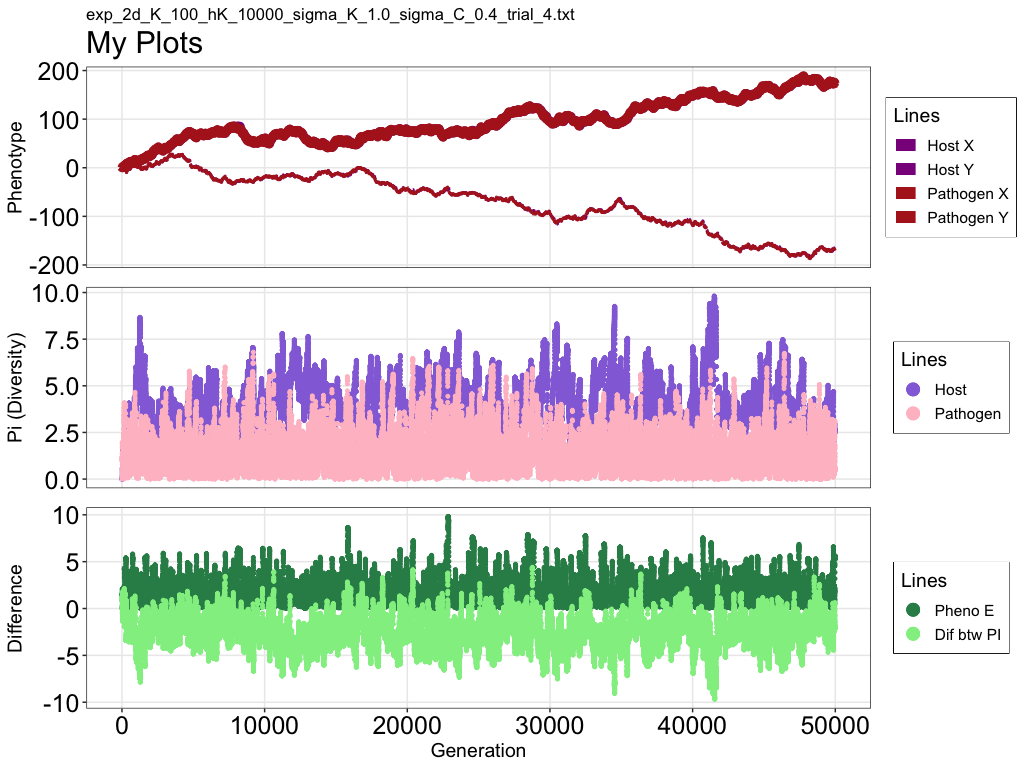 exp_2d_K_100_hK_10000_sigma_K_1.0_sigma_C_0.4_trial_4.txt
My Plots
Phenotype
200
100
0
-100
-200
Lines
Host X
Host Y
Pathogen X
Pathogen Y
Pi (Diversity)
10.0
7.5
5.0
2.5
0.0
Lines
Host
Pathogen
Difference
10
5
0
-5
-10
Lines
Pheno E
Dif btw PI
0 10000 20000 30000 40000 50000
Generation